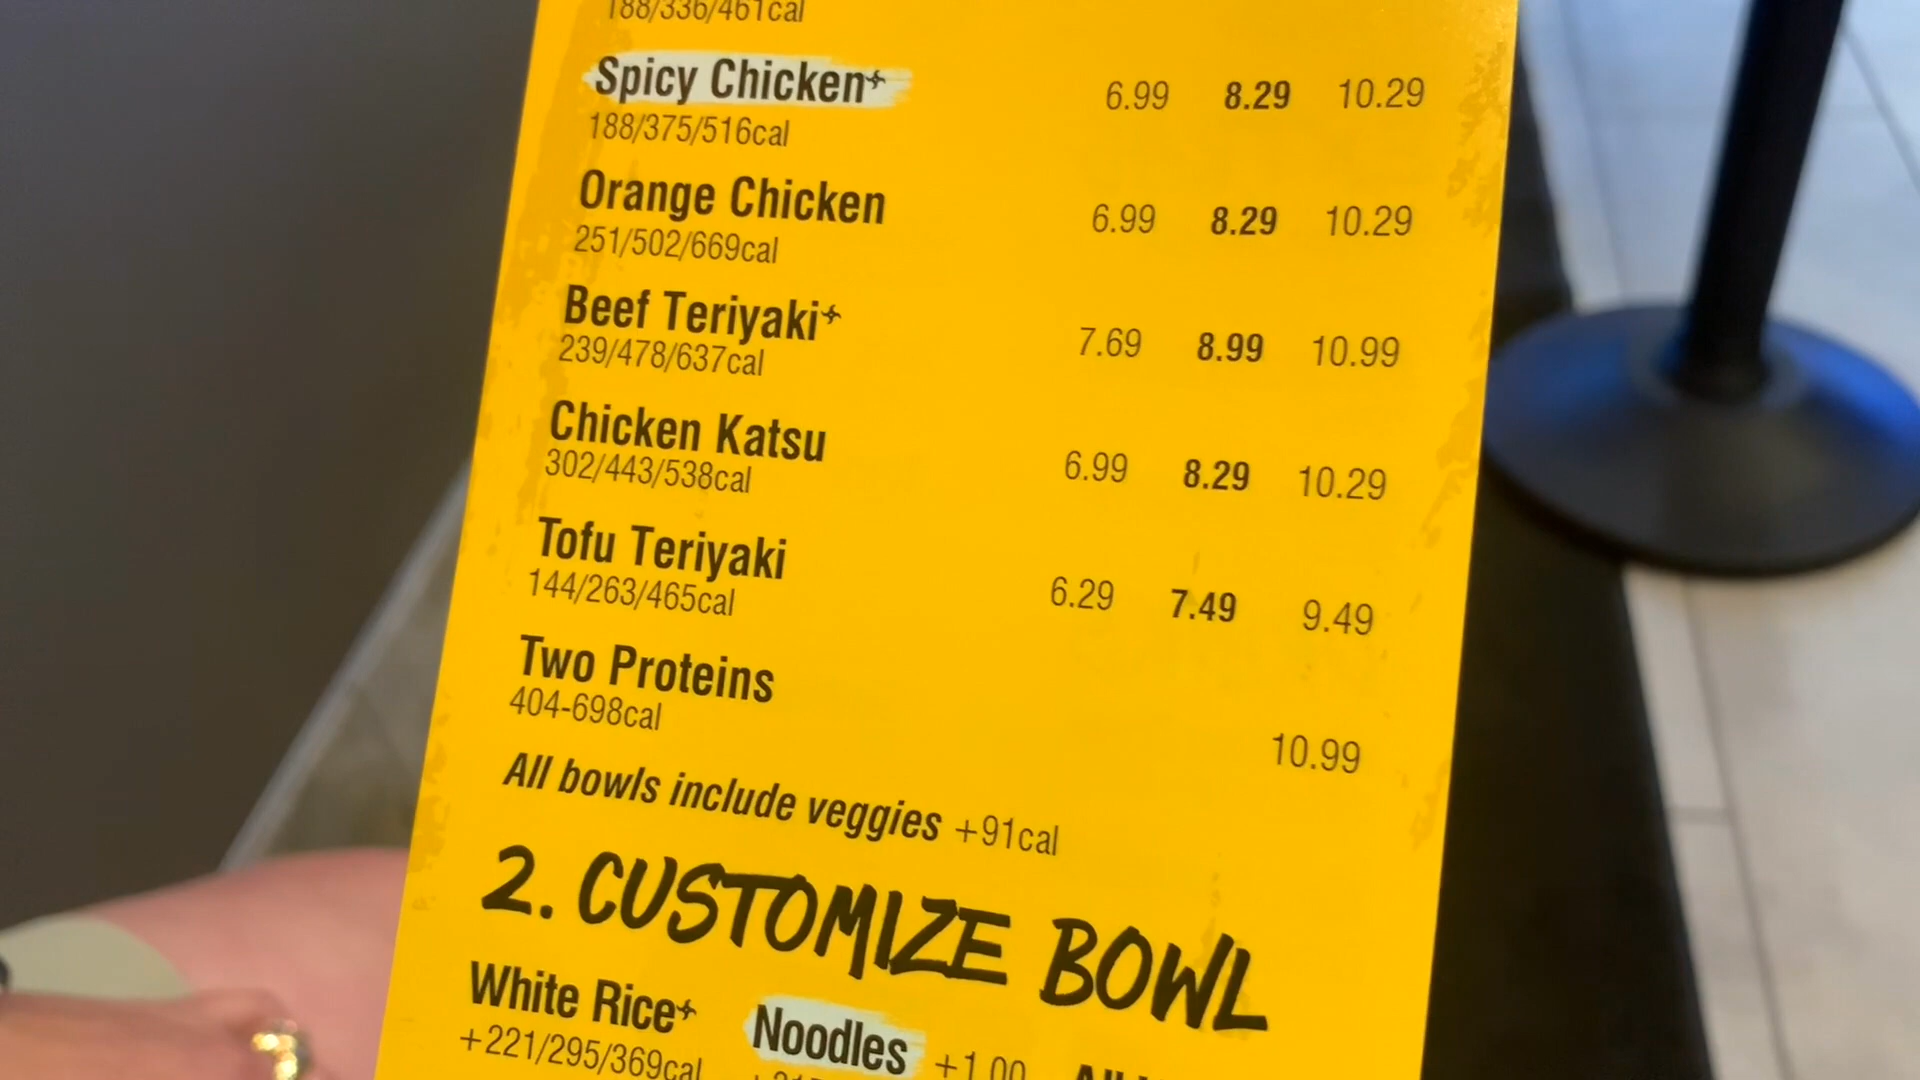 188/336/461cal
Spicy Chicken+ 6.99 8.29 10.29
188/375/516cal
Orange Chicken 6.99 8.29 10.29
251/502/669cal
Beef Teriyaki+ 7.69 8.99 10.99
239/478/637cal
Chicken Katsu 6.99 8.29 10.29
302/443/538cal
Tofu Teriyaki 6.29 7.49 9.49
144/263/465cal
Two Proteins 10.99
404-698cal
All bowls include veggies +91cal
2. CUSTOMIZE BOWL
White Rice+ Noodles +1.00
+221/295/369cal